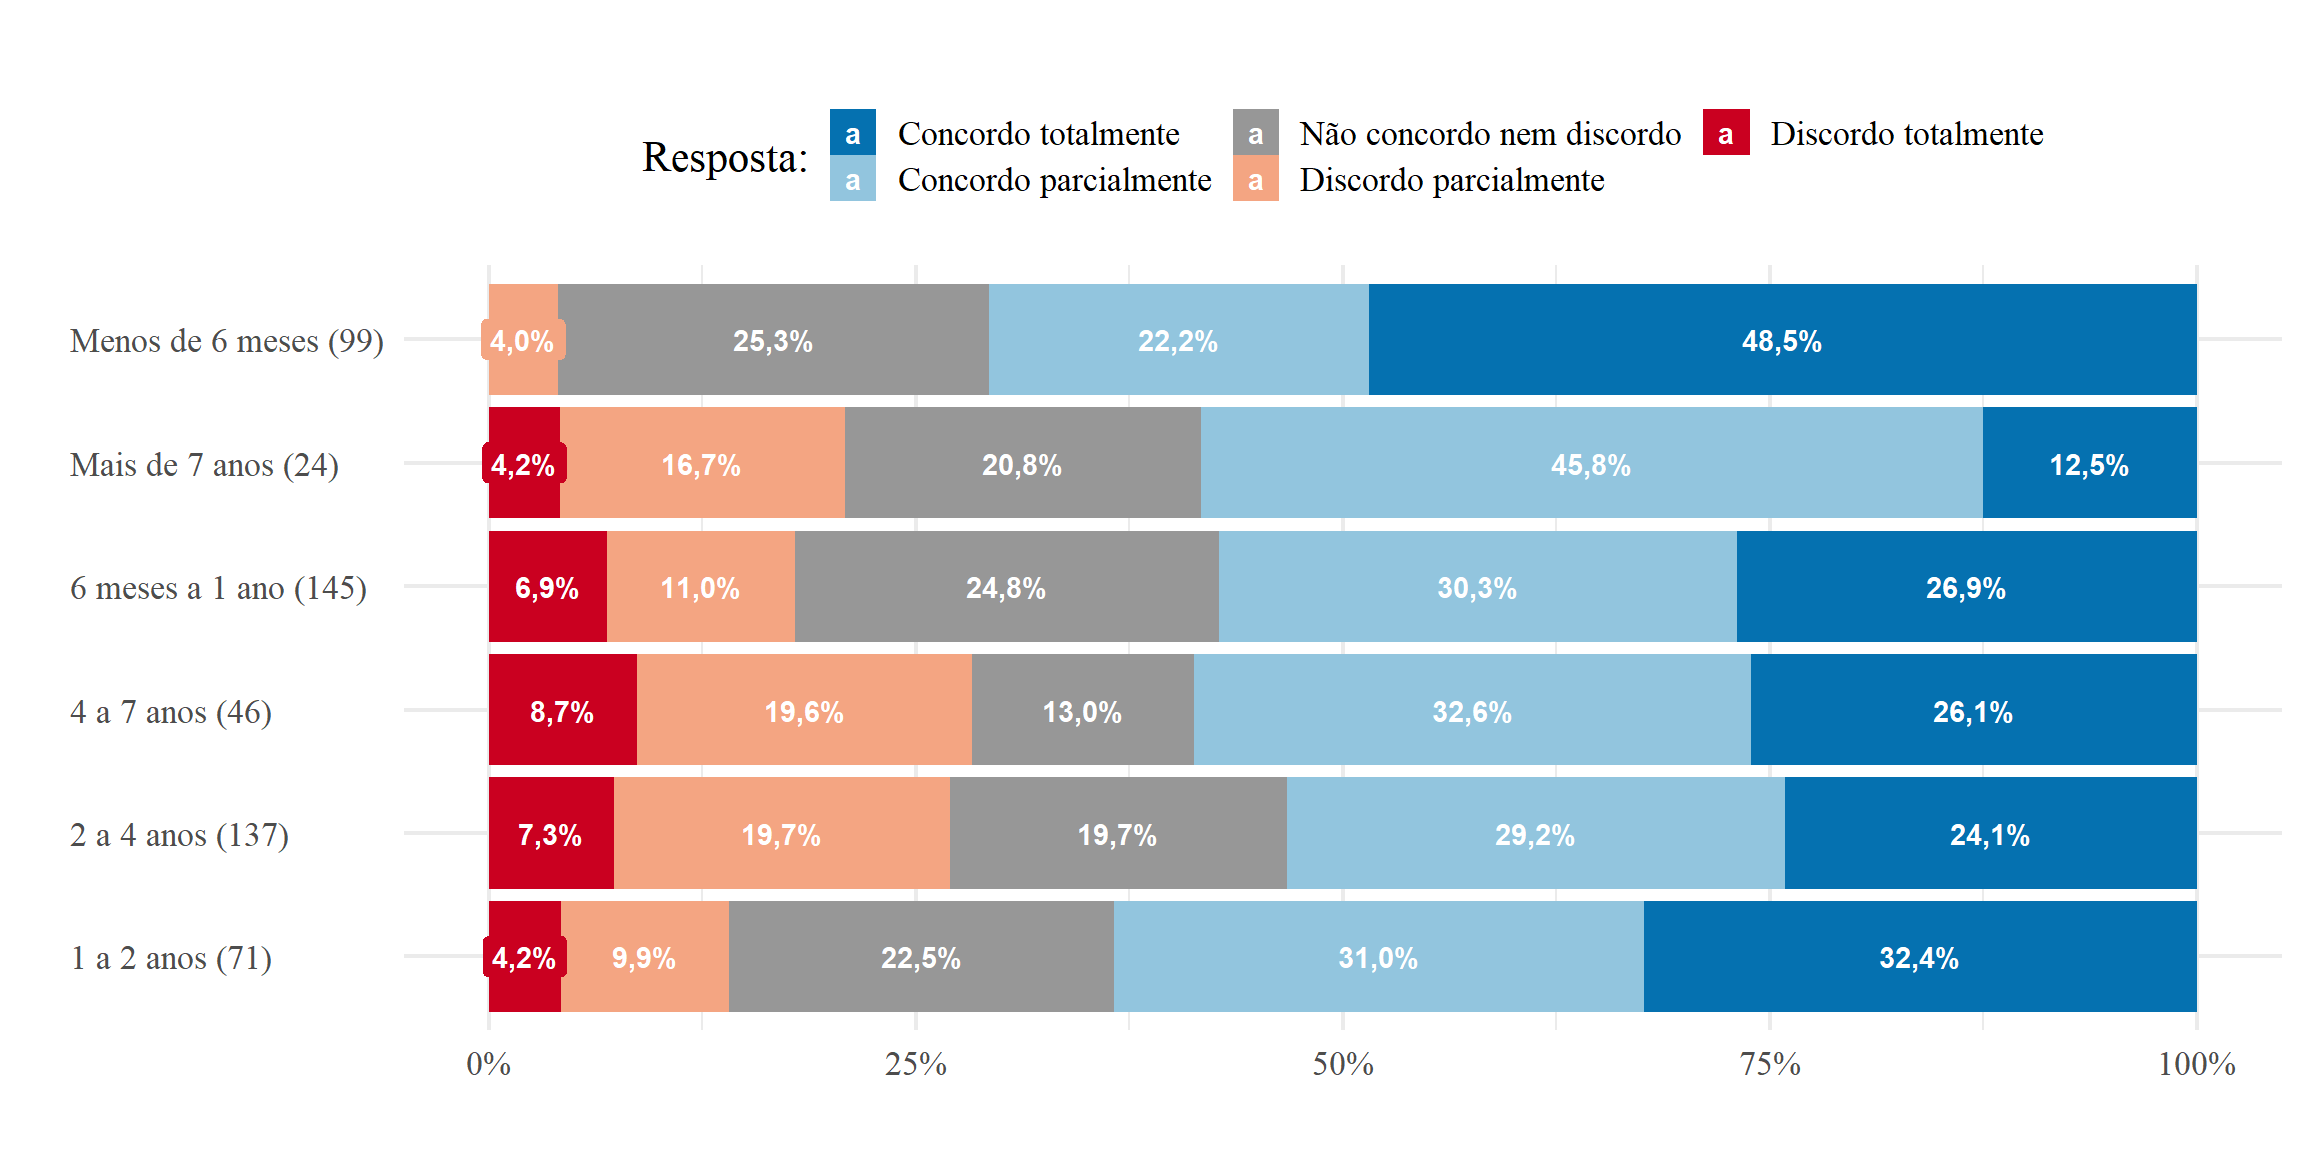 Resposta:
a Concordo totalmente
a Concordo parcialmente
a Não concordo nem discordo
a Discordo parcialmente
a Discordo totalmente
Menos de 6 meses (99) 4,0% 25,3% 22,2% 48,5%
Mais de 7 anos (24) 4,2% 16,7% 20,8% 45,8% 12,5%
6 meses a 1 ano (145) 6,9% 11,0% 24,8% 30,3% 26,9%
4 a 7 anos (46) 8,7% 19,6% 13,0% 32,6% 26,1%
2 a 4 anos (137) 7,3% 19,7% 19,7% 29,2% 24,1%
1 a 2 anos (71) 4,2% 9,9% 22,5% 31,0% 32,4%
0% 25% 50% 75% 100%